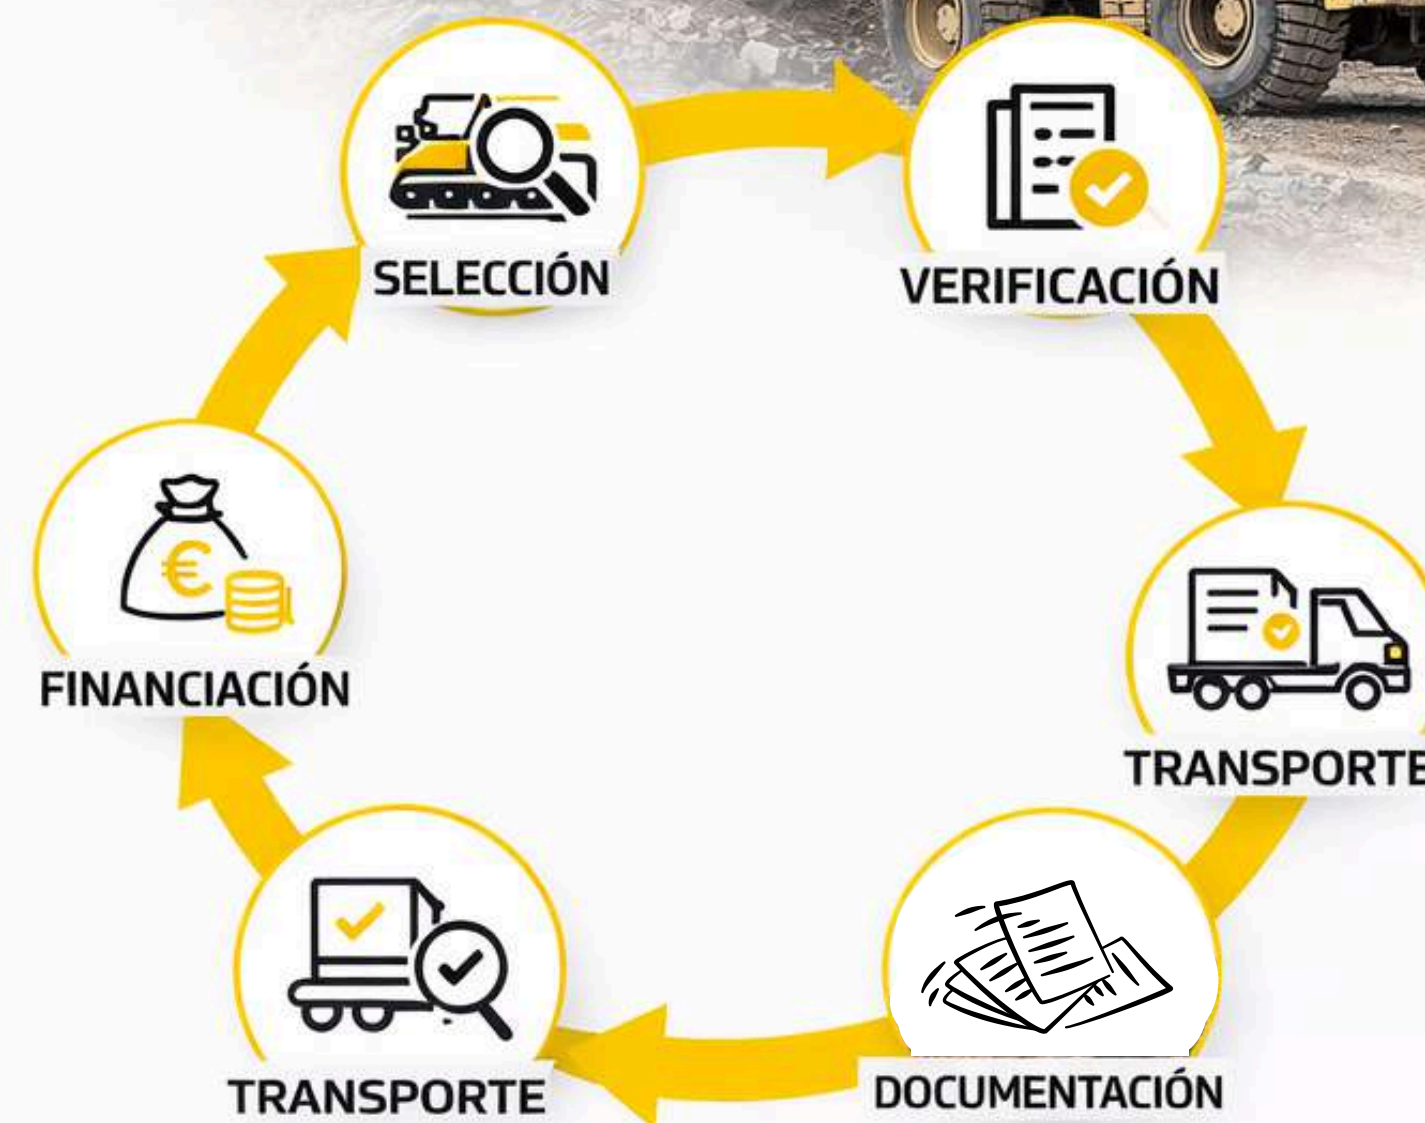 SELECCIÓN
VERIFICACIÓN
TRANSPORTE
DOCUMENTACIÓN
TRANSPORTE
FINANCIACIÓN
€